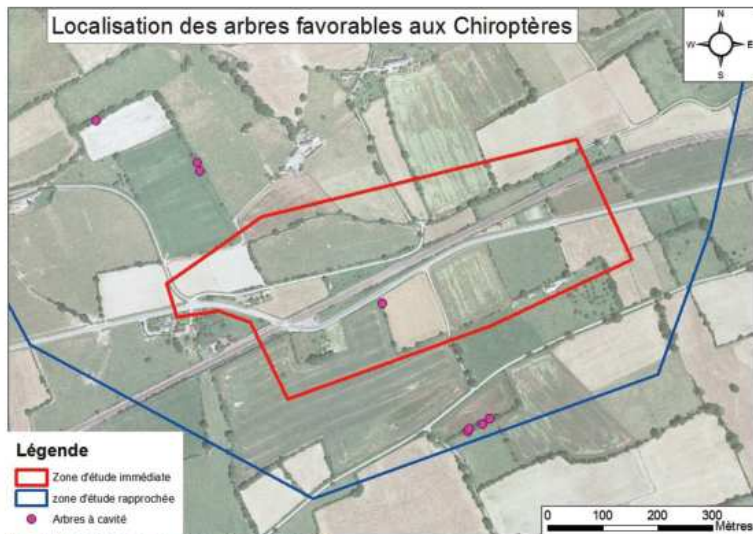 Localisation des arbres favorables aux Chiroptères
N
W E
S
Légende
Zone d'étude immédiate
zone d'étude rapprochée
Arbres à cavité
0 100 200 300
Mètres